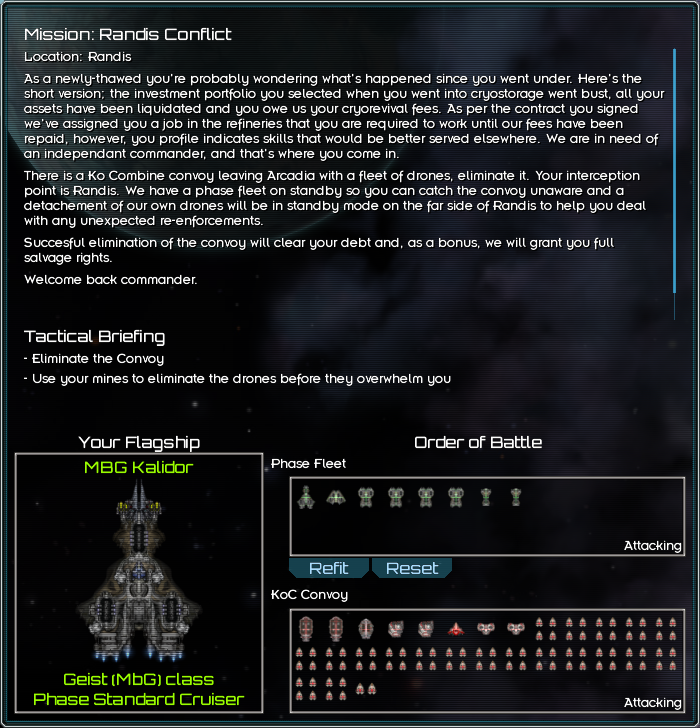 Mission: Randis Conflict
Location: Randis
As a newly-thawed you're probably wondering what's happened since you went under. Here's the
short version; the investment portfolio you selected when you went into cryostorage went bust, all your
assets have been liquidated and you owe us your cryorevival fees. As per the contract you signed
we've assigned you a job in the refineries that you are required to work until our fees have been
repaid, however, you profile indicates skills that would be better served elsewhere. We are in need of
an independant commander, and that's where you come in.
There is a Ko Combine convoy leaving Arcadia with a fleet of drones, eliminate it. Your interception
point is Randis. We have a phase fleet on standby so you can catch the convoy unaware and a
detachement of our own drones will be in standby mode on the far side of Randis to help you deal
with any unexpected re-enforcements.
Succesful elimination of the convoy will clear your debt and, as a bonus, we will grant you full
salvage rights.
Welcome back commander.
Tactical Briefing
- Eliminate the Convoy
- Use your mines to eliminate the drones before they overwhelm you
Your Flagship
MBG Kalidor
Geist (MbG) class
Phase Standard Cruiser
Order of Battle
Phase Fleet
Attacking
Refit
Reset
KoC Convoy
Attacking